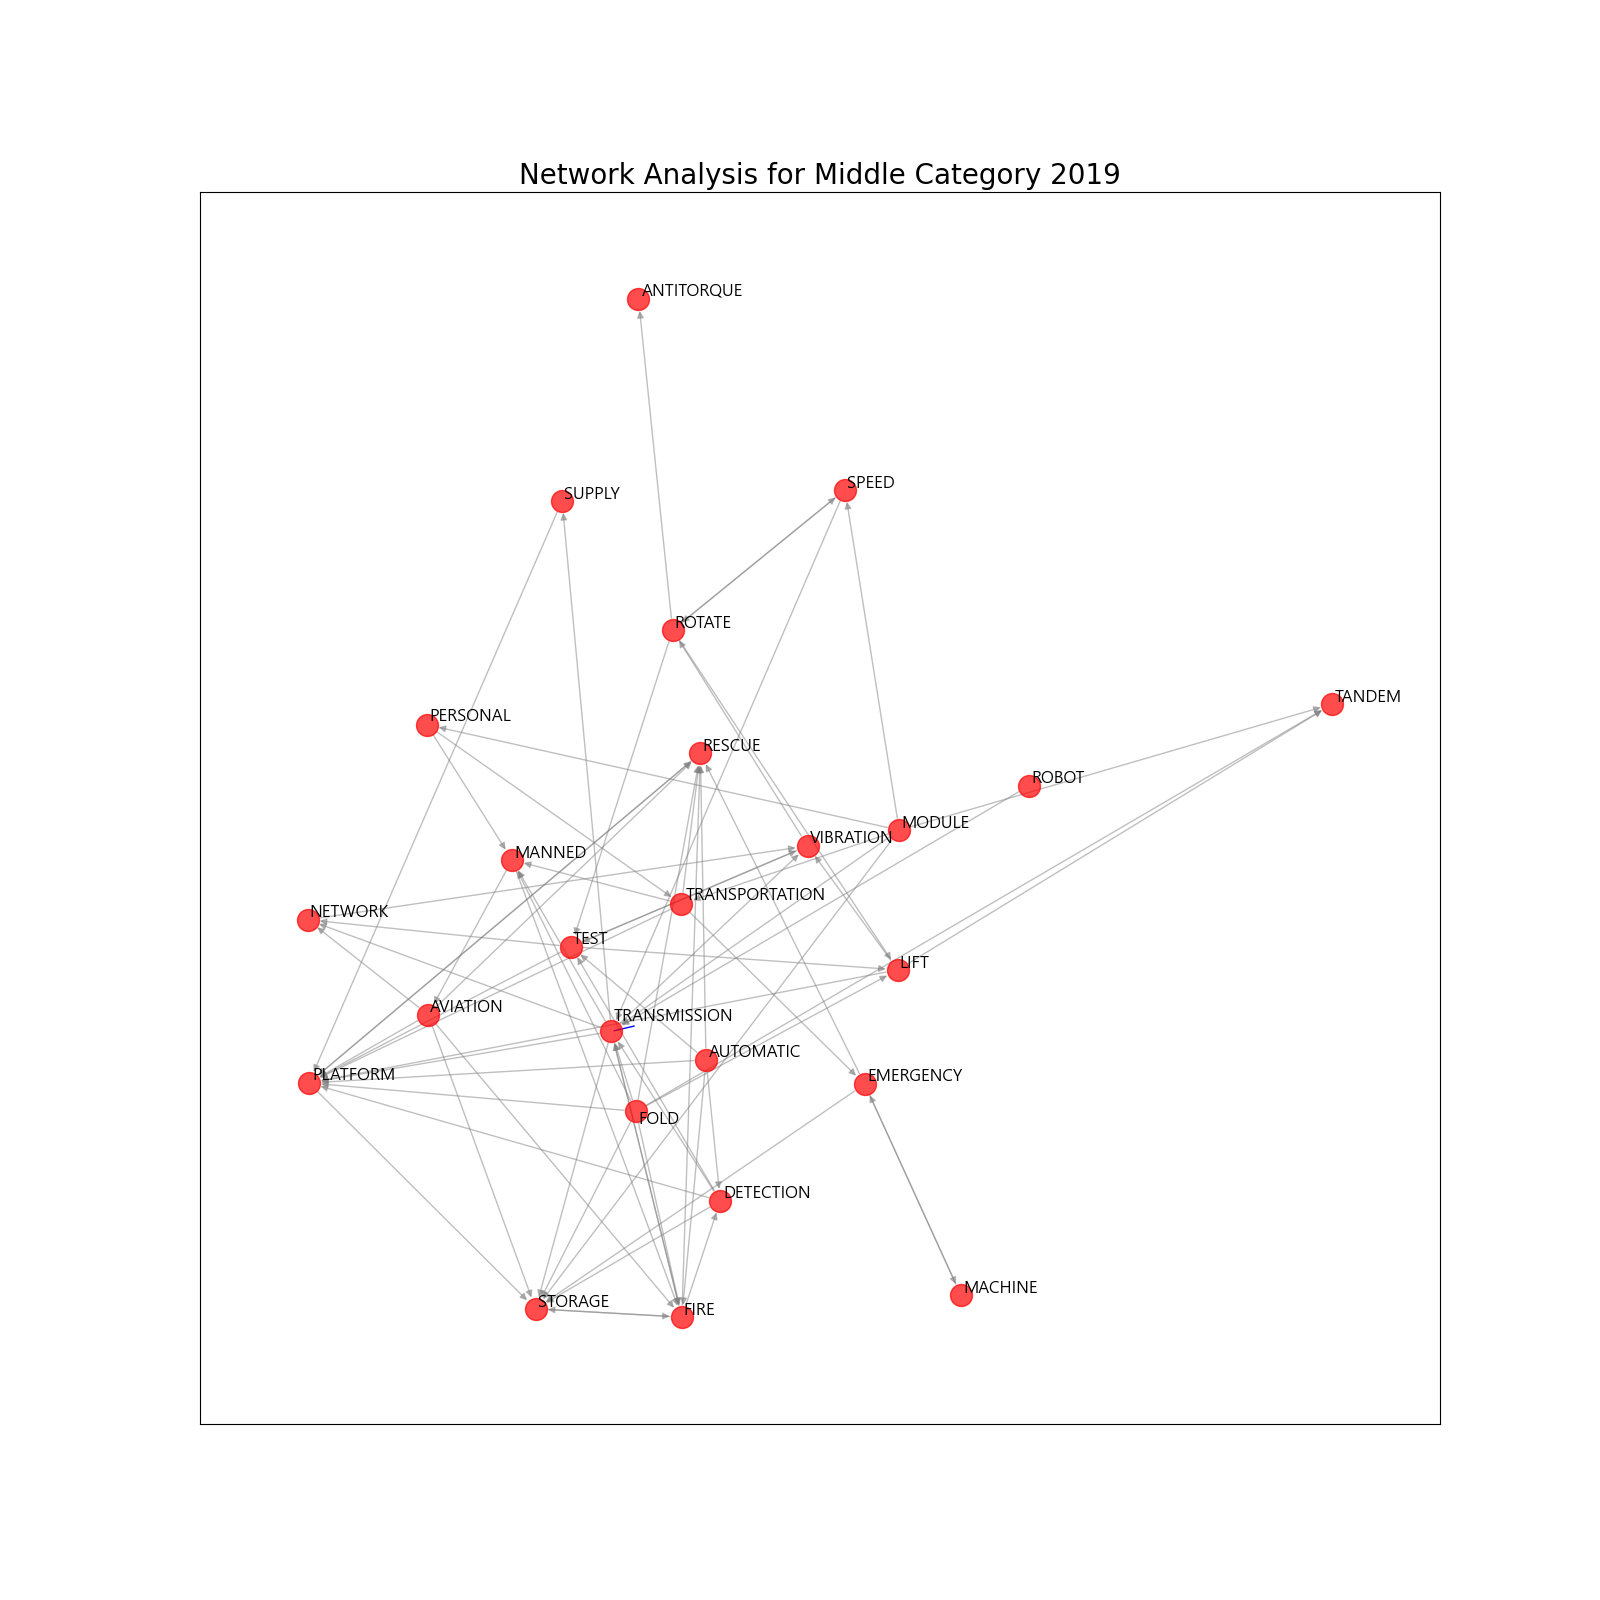 Network Analysis for Middle Category 2019
ANTITORQUE
SPEED
SUPPLY
ROTATE
TANDEM
PERSONAL
RESCUE
ROBOT
MODULE
VIBRATION
MANNED
TRANSPORTATION
NETWORK
TEST
LIFT
AVIATION
TRANSMISSION
AUTOMATIC
PLATFORM
EMERGENCY
FOLD
DETECTION
MACHINE
STORAGE
FIRE